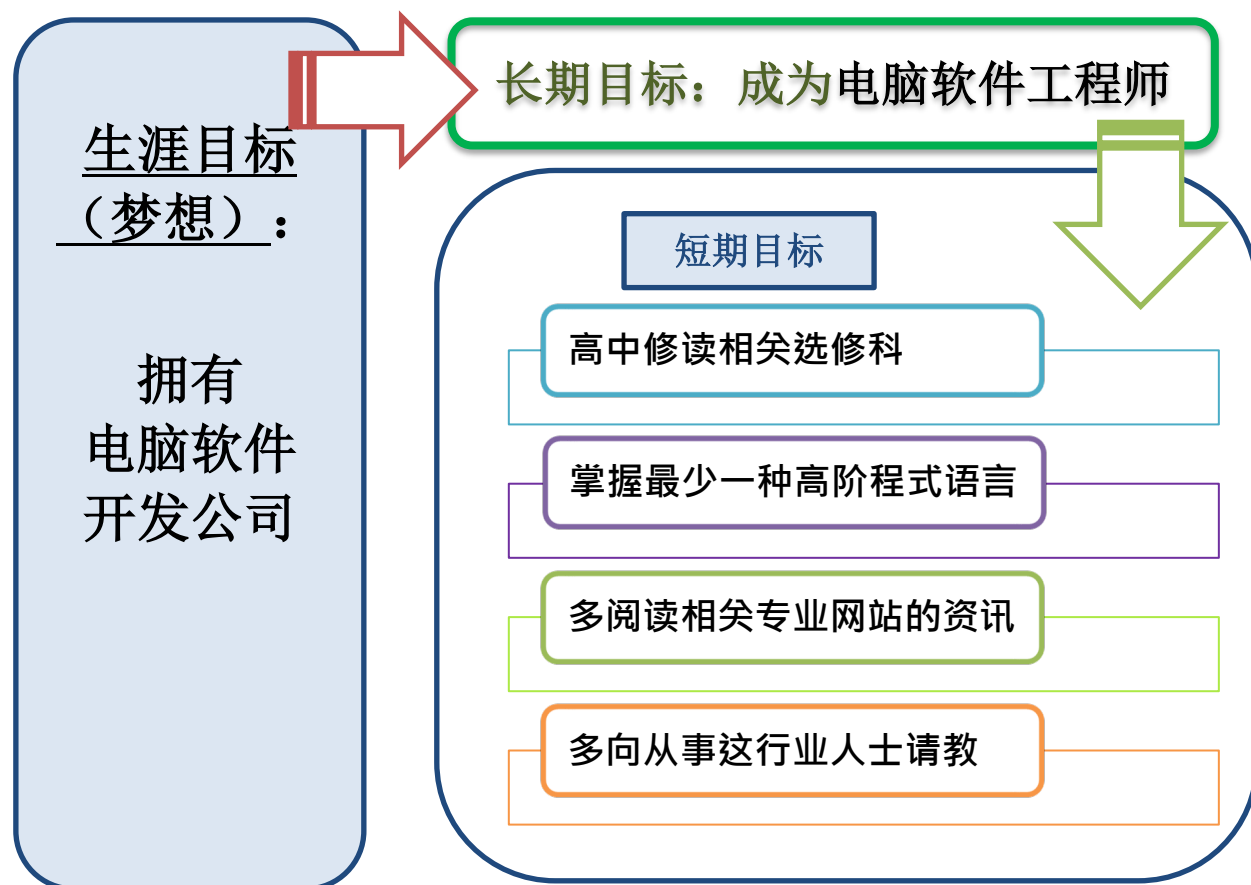 生涯目标
（梦想）：
拥有
电脑软件
开发公司
长期目标：成为电脑软件工程师
短期目标
高中修读相关选修科
掌握最少一种高阶程式语言
多阅读相关专业网站的资讯
多向从事这行业人士请教